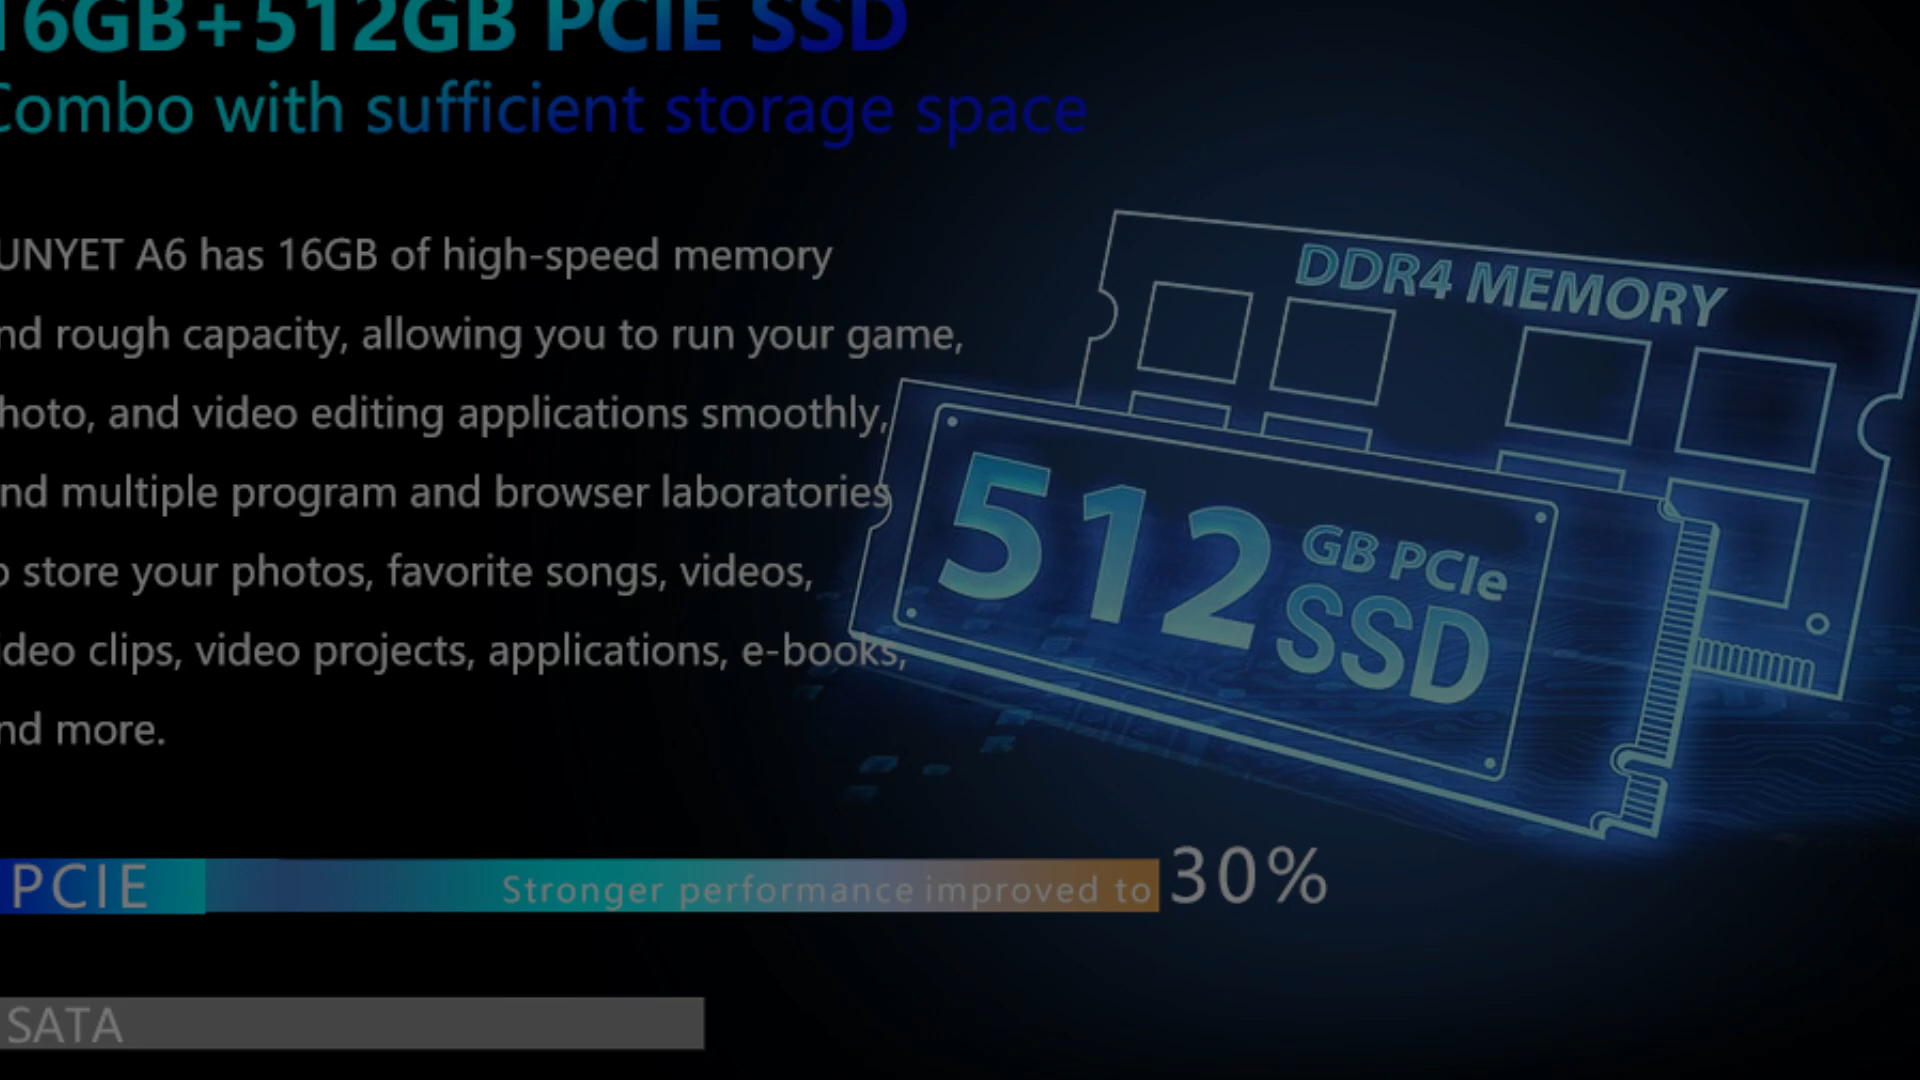 16GB+512GB PCIE SSD
Combo with sufficient storage space
UNYET A6 has 16GB of high-speed memory
nd rough capacity, allowing you to run your game,
hoto, and video editing applications smoothly,
nd multiple program and browser laboratories
o store your photos, favorite songs, videos,
ideo clips, video projects, applications, e-books,
nd more.
DDR4 MEMORY
512 GB PCIe
SSD
PCIE Stronger performance improved to 30%
SATA